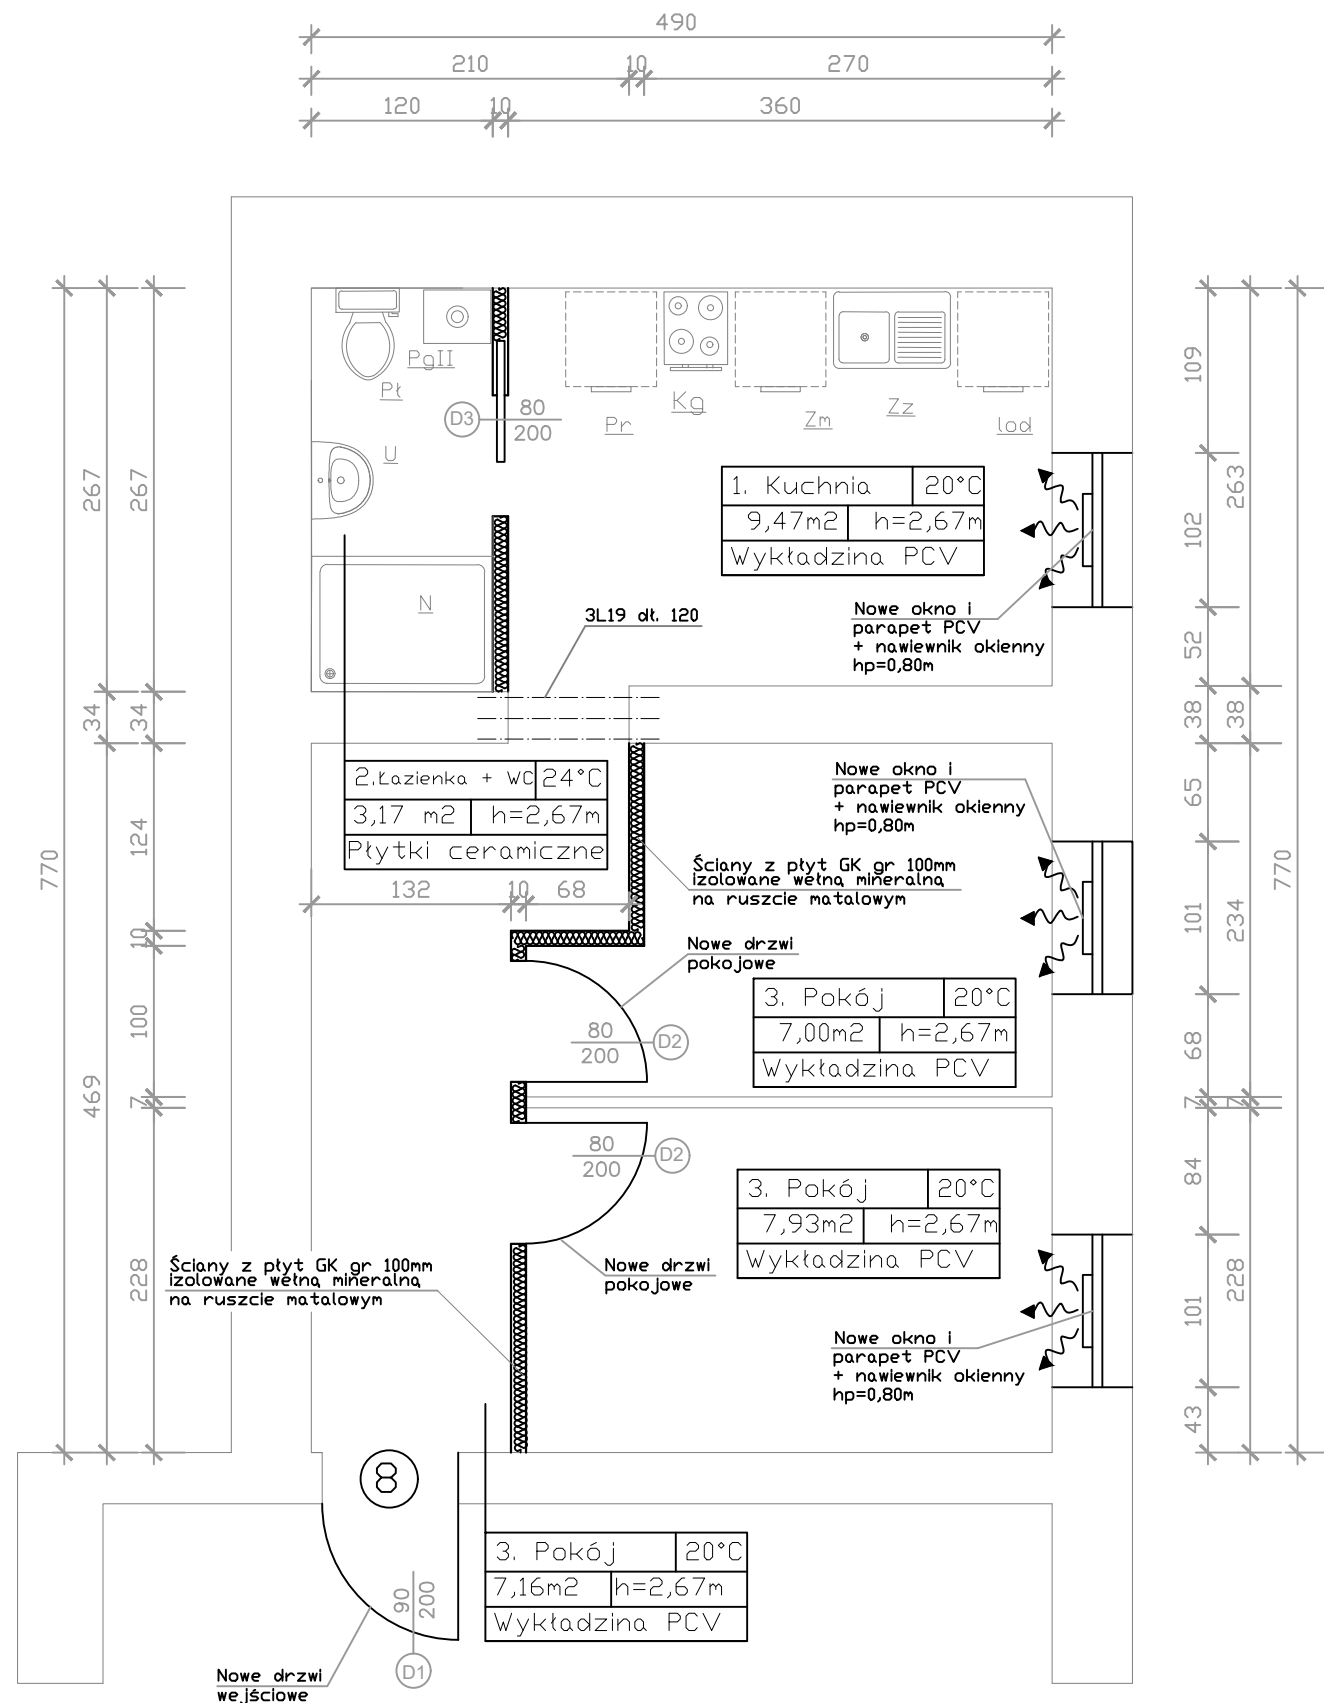 490
210 10 270
120 10 360
PgII
Pł
U
N
D3 80
200
Pr
Kg
Zm
Zz
lod
1. Kuchnia 20°C
9,47m2 h=2,67m
Wykładzina PCV
Nowe okno i
parapet PCV
+ nawiewnik okienny
hp=0,80m
3L19 dł. 120
2.Łazienka + WC 24°C
3,17 m2 h=2,67m
Płytki ceramiczne
132 10 68
Nowe okno i
parapet PCV
+ nawiewnik okienny
hp=0,80m
Ściany z płyt GK gr 100mm
izolowane wełną mineralną
na ruszcie matalowym
Nowe drzwi
pokojowe
3. Pokój 20°C
7,00m2 h=2,67m
Wykładzina PCV
80
200
D2
80
200
D2
3. Pokój 20°C
7,93m2 h=2,67m
Wykładzina PCV
Nowe drzwi
pokojowe
Ściany z płyt GK gr 100mm
izolowane wełną mineralną
na ruszcie matalowym
Nowe okno i
parapet PCV
+ nawiewnik okienny
hp=0,80m
8
3. Pokój 20°C
7,16m2 h=2,67m
Wykładzina PCV
90
200
D1
Nowe drzwi
wejściowe
770
267
34
469
267
34
124
10
100
7
228
109
102
52
38
65
101
68
7
84
101
43
263
38
234
7
228
770